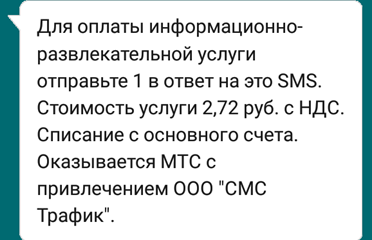 Для оплаты информационно-
развлекательной услуги
отправьте 1 в ответ на это SMS.
Стоимость услуги 2,72 руб. с НДС.
Списание с основного счета.
Оказывается МТС с
привлечением ООО "СМС
Трафик".